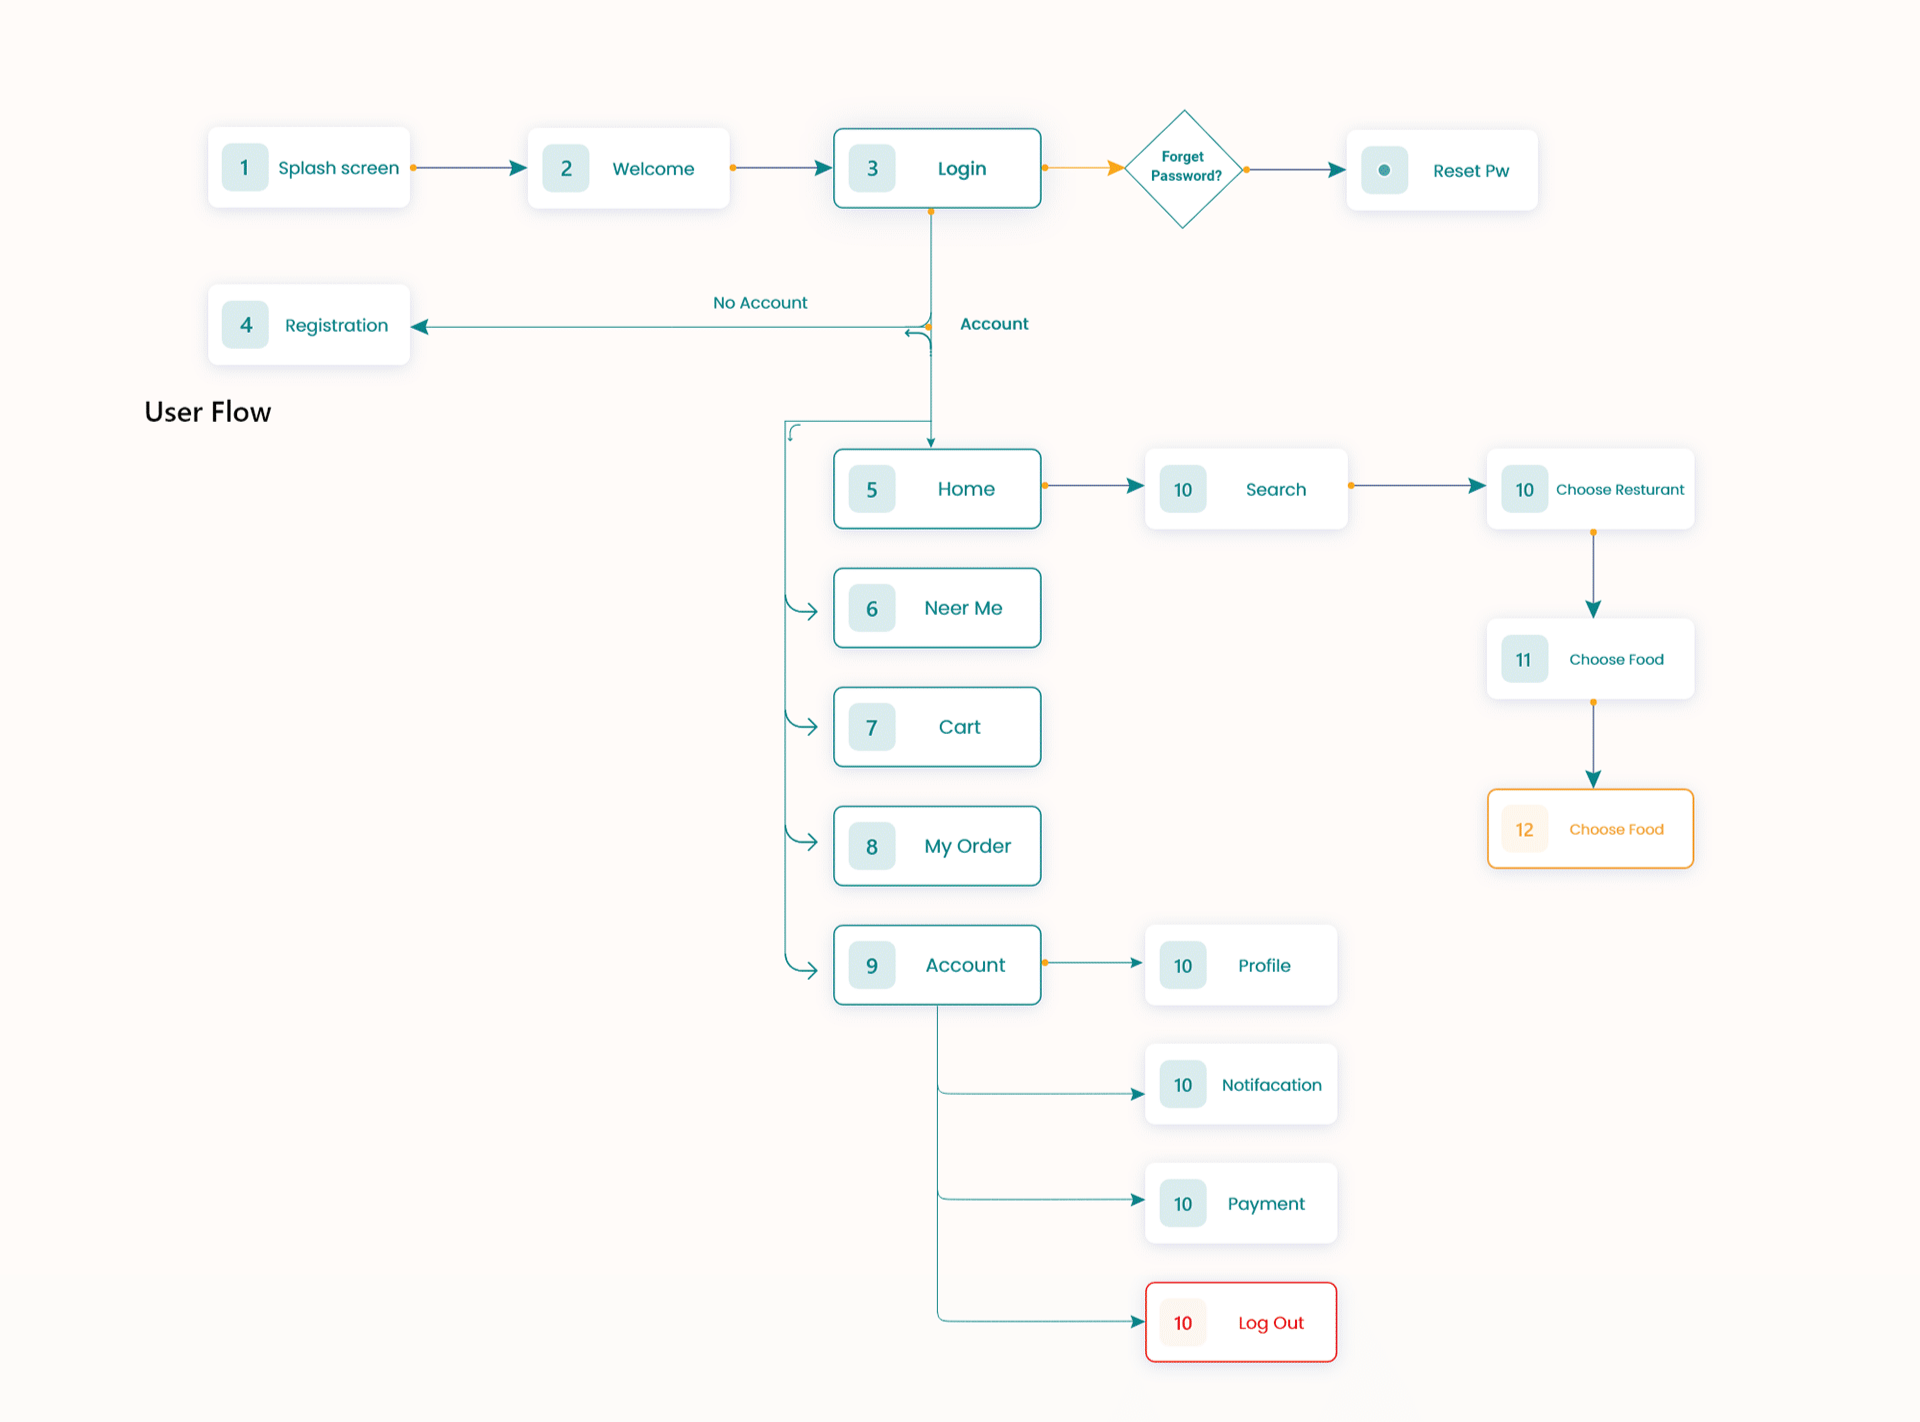 1 Splash screen
2 Welcome
3 Login
Forget
Password?
Reset Pw
No Account
4 Registration
Account
User Flow
5 Home
10 Search
10 Choose Resturant
6 Neer Me
11 Choose Food
7 Cart
12 Choose Food
8 My Order
9 Account
10 Profile
10 Notifacation
10 Payment
10 Log Out